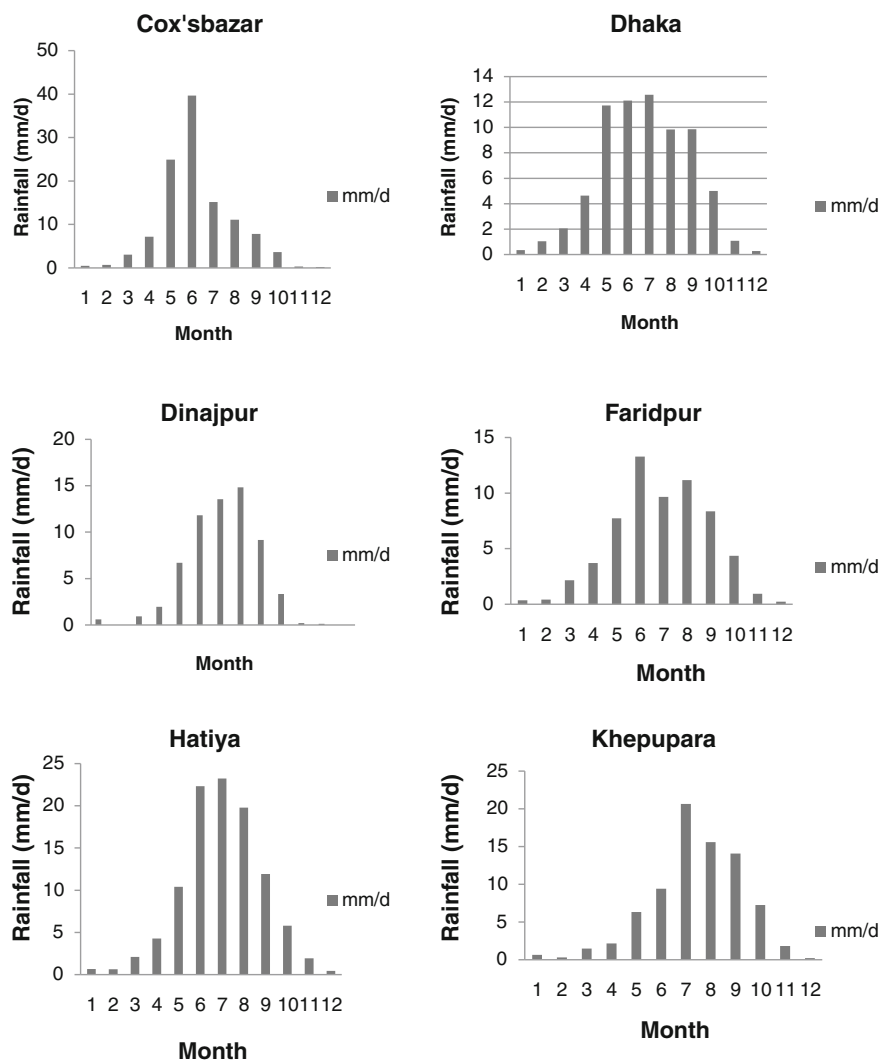 Cox'sbazar
50
40
30
20
10
0
Rainfall (mm/d)
1 2 3 4 5 6 7 8 9 101112
Month
mm/d
Dhaka
14
12
10
8
6
4
2
0
Rainfall (mm/d)
1 2 3 4 5 6 7 8 9 10 11 12
Month
mm/d
Dinajpur
20
15
10
5
0
Rainfall (mm/d)
Month
mm/d
Faridpur
15
10
5
0
Rainfall (mm/d)
1 2 3 4 5 6 7 8 9 10 11 12
Month
mm/d
Hatiya
25
20
15
10
5
0
Rainfall (mm/d)
1 2 3 4 5 6 7 8 9 10 11 12
Month
mm/d
Khepupara
25
20
15
10
5
0
Rainfall (mm/d)
1 2 3 4 5 6 7 8 9 10 11 12
Month
mm/d